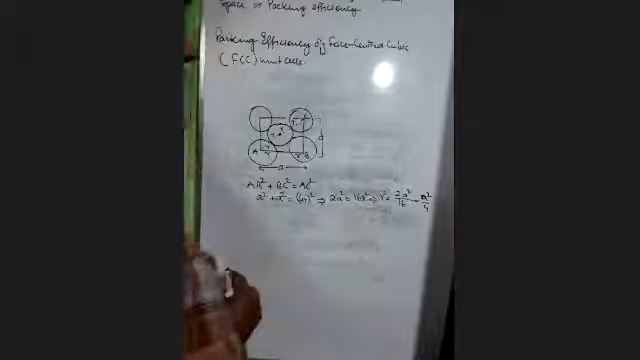 Space or Packing efficiency
Packing Efficiency of Face Centred Cubic
(FCC) unit cells.
A
B
a
a
AB² + BC² = AC²
a² + a² = (4r)² ⇒ 2a² = 16r² ⇒ r² = 2a²/16 = a²/4